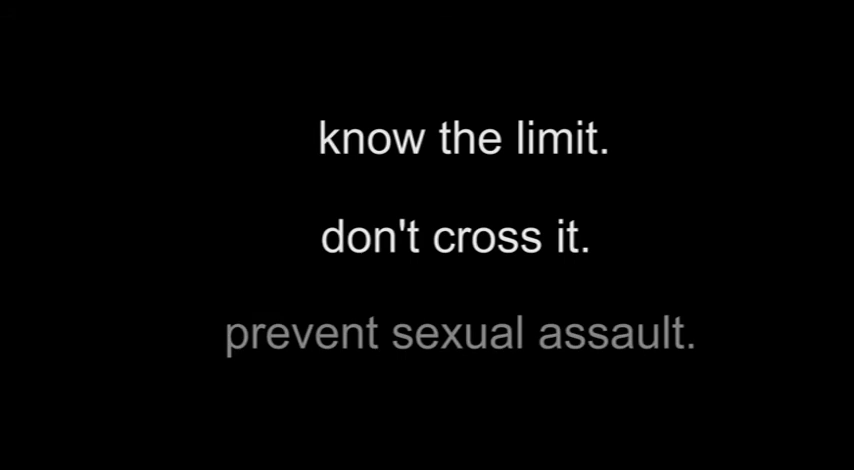 know the limit.
don't cross it.
prevent sexual assault.